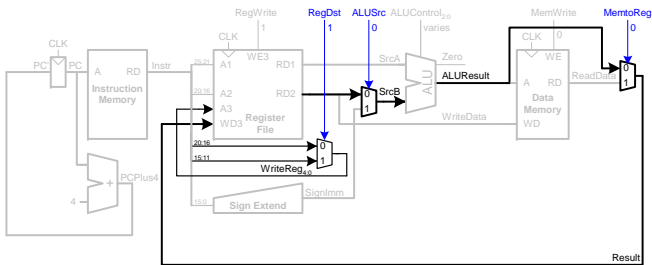 RegWrite
1
RegDst
1
ALUSrc
0
ALUControl2:0
varies
MemWrite
0
MemtoReg
0
CLK
CLK
CLK
PC'
PC
A
RD
Instruction
Memory
Instr
25:21
20:16
A1
A2
A3
WD3
WE3
RD1
RD2
Register
File
SrcA
0
1
SrcB
ALU
Zero
ALUResult
WriteData
WE
A
RD
Data
Memory
WD
ReadData
0
1
20:16
15:11
0
1
WriteReg4:0
PCPlus4
+
4
15:0
Sign Extend
SignImm
Result